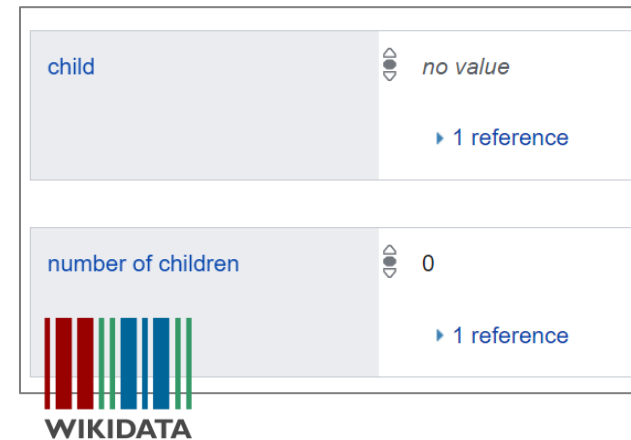 child
no value
1 reference
number of children
0
1 reference
WIKIDATA